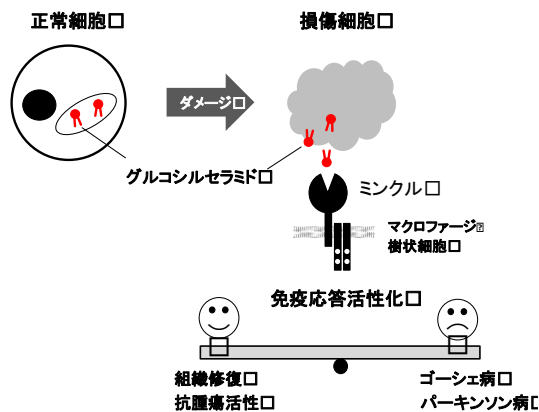 正常細胞□
損傷細胞□
ダメージ□
グルコシルセラミド□
ミンクル□
マクロファージ
樹状細胞□
免疫応答活性化□
組織修復□
抗腫瘍活性□
ゴーシェ病□
パーキンソン病□